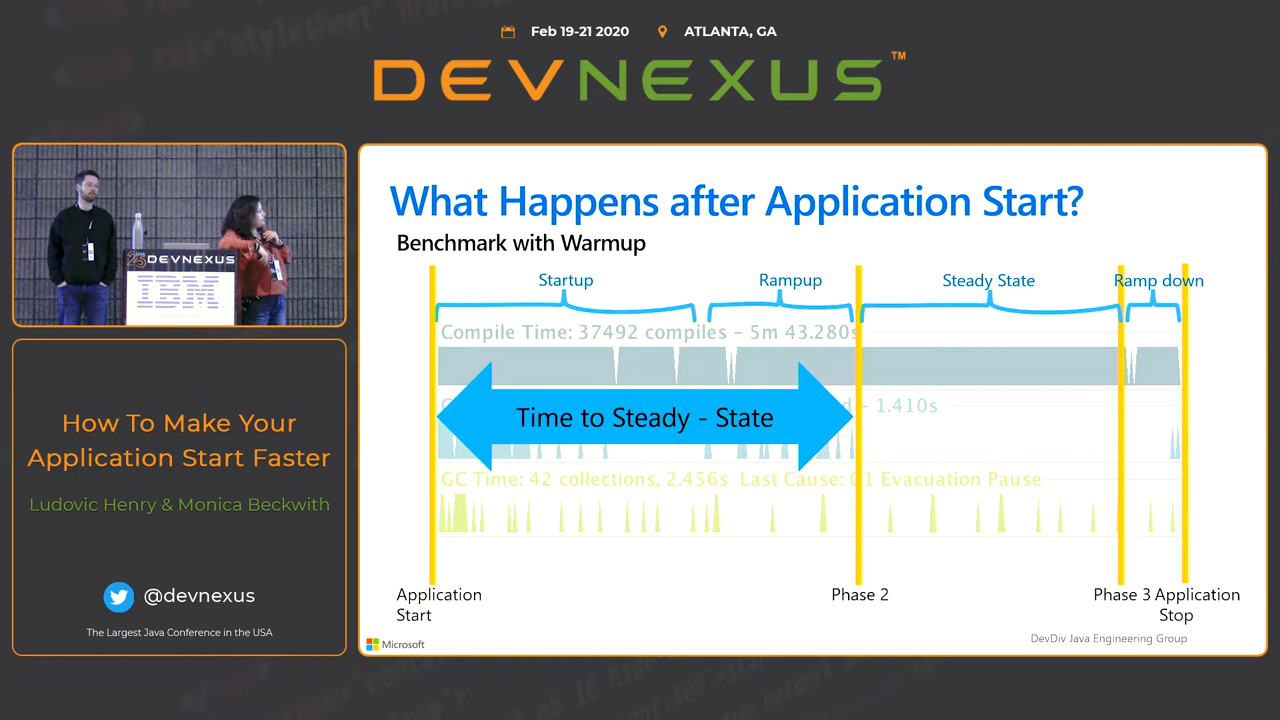 Feb 19-21 2020 ATLANTA, GA
DEVNEXUS™
25 DEVNEXUS
IBM
How To Make Your
Application Start Faster
Ludovic Henry & Monica Beckwith
@devnexus
The Largest Java Conference in the USA
What Happens after Application Start?
Benchmark with Warmup
Startup Rampup Steady State Ramp down
Compile Time: 37492 compiles - 5m 43.280s
- 1.410s
Time to Steady - State
GC Time: 42 collections, 2.456s Last Cause: G1 Evacuation Pause
Application
Start
Phase 2
Phase 3
Application
Stop
Microsoft
DevDiv Java Engineering Group